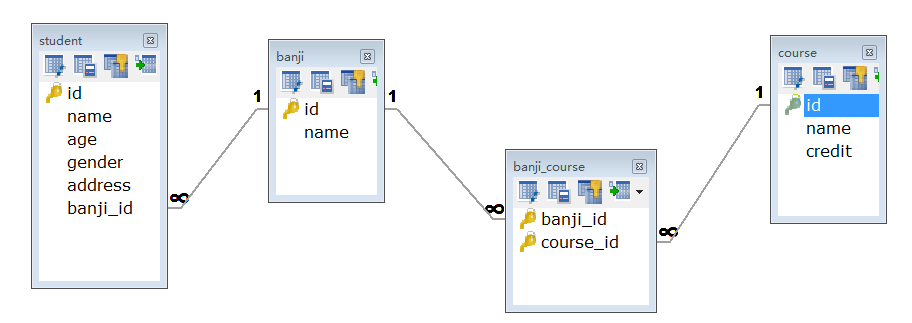 student
id
name
age
gender
address
banji_id
1
∞
banji
id
name
1
∞
banji_course
banji_id
course_id
∞
1
course
id
name
credit